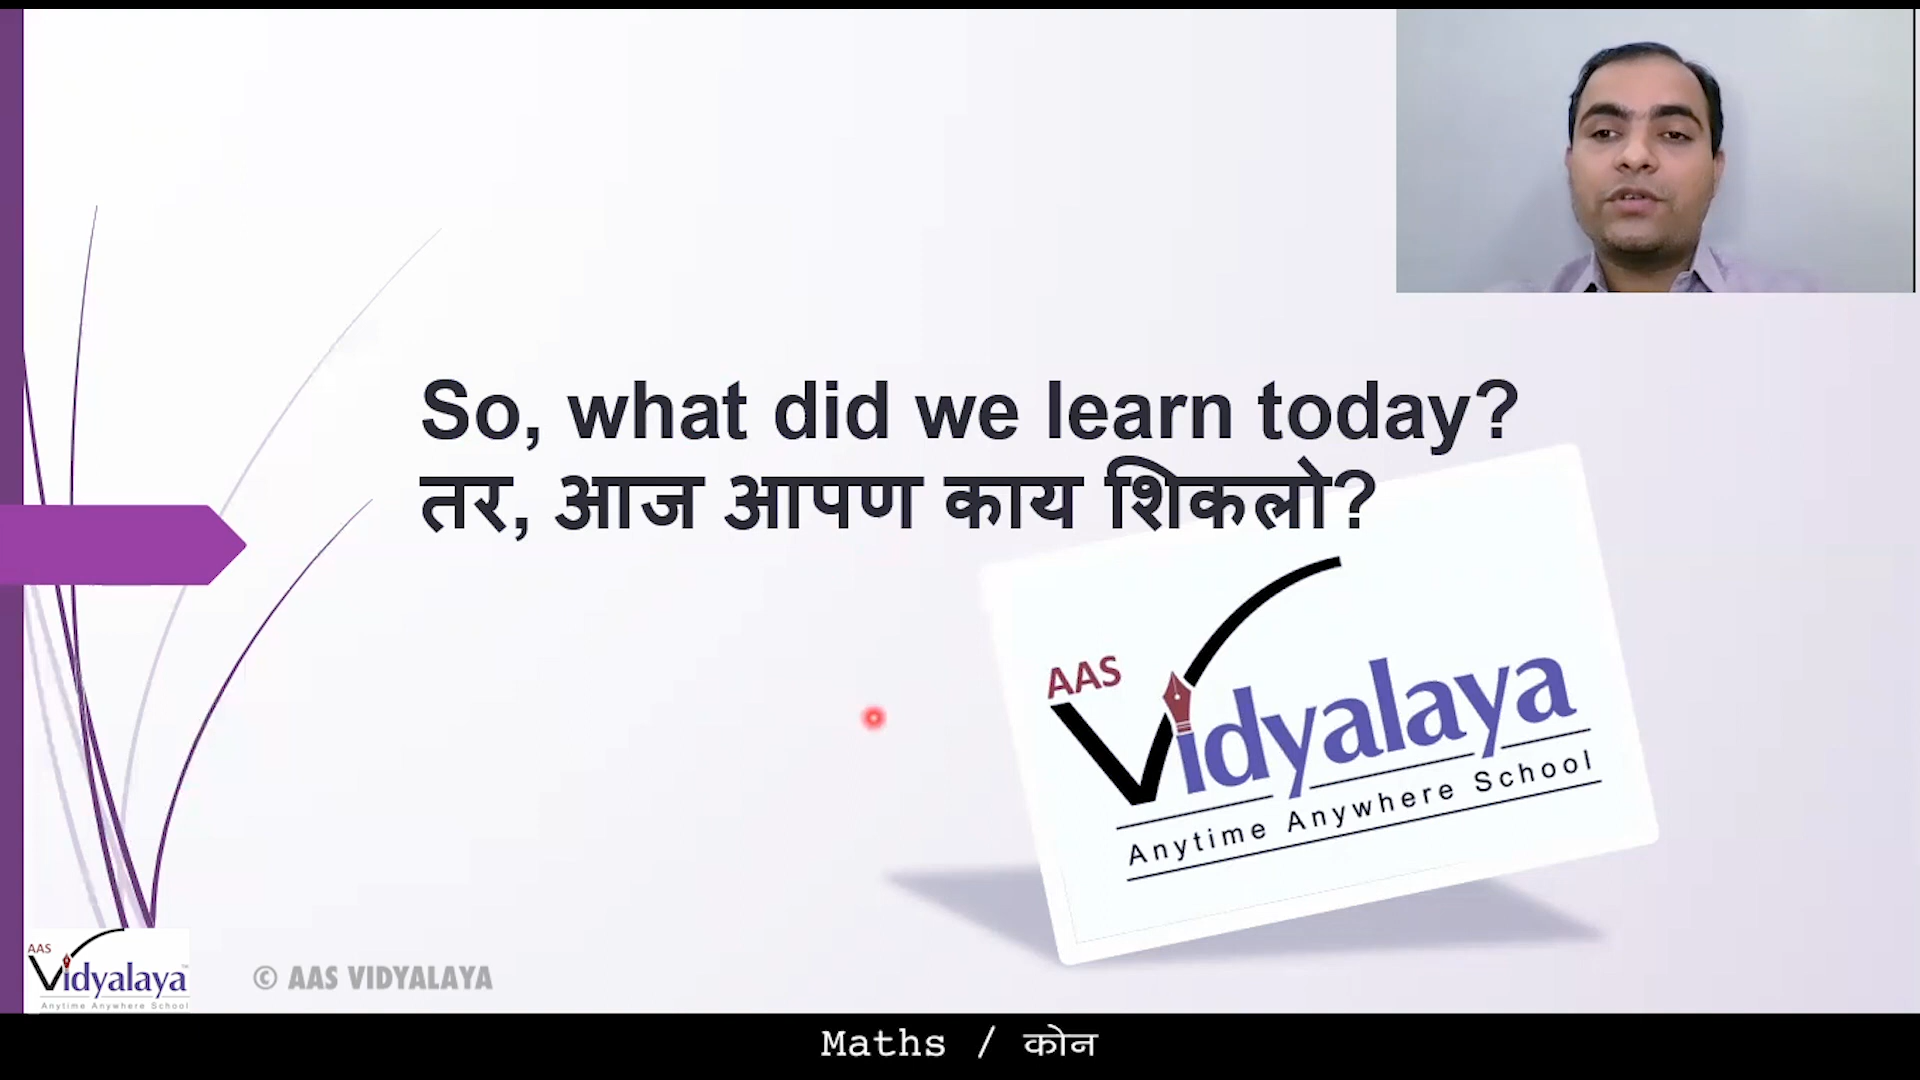 So, what did we learn today?
तर, आज आपण काय शिकलो?
AAS
Vidyalaya
Anytime Anywhere School
AAS
Vidyalaya
Anytime Anywhere School
© AAS VIDYALAYA
Maths / कोन